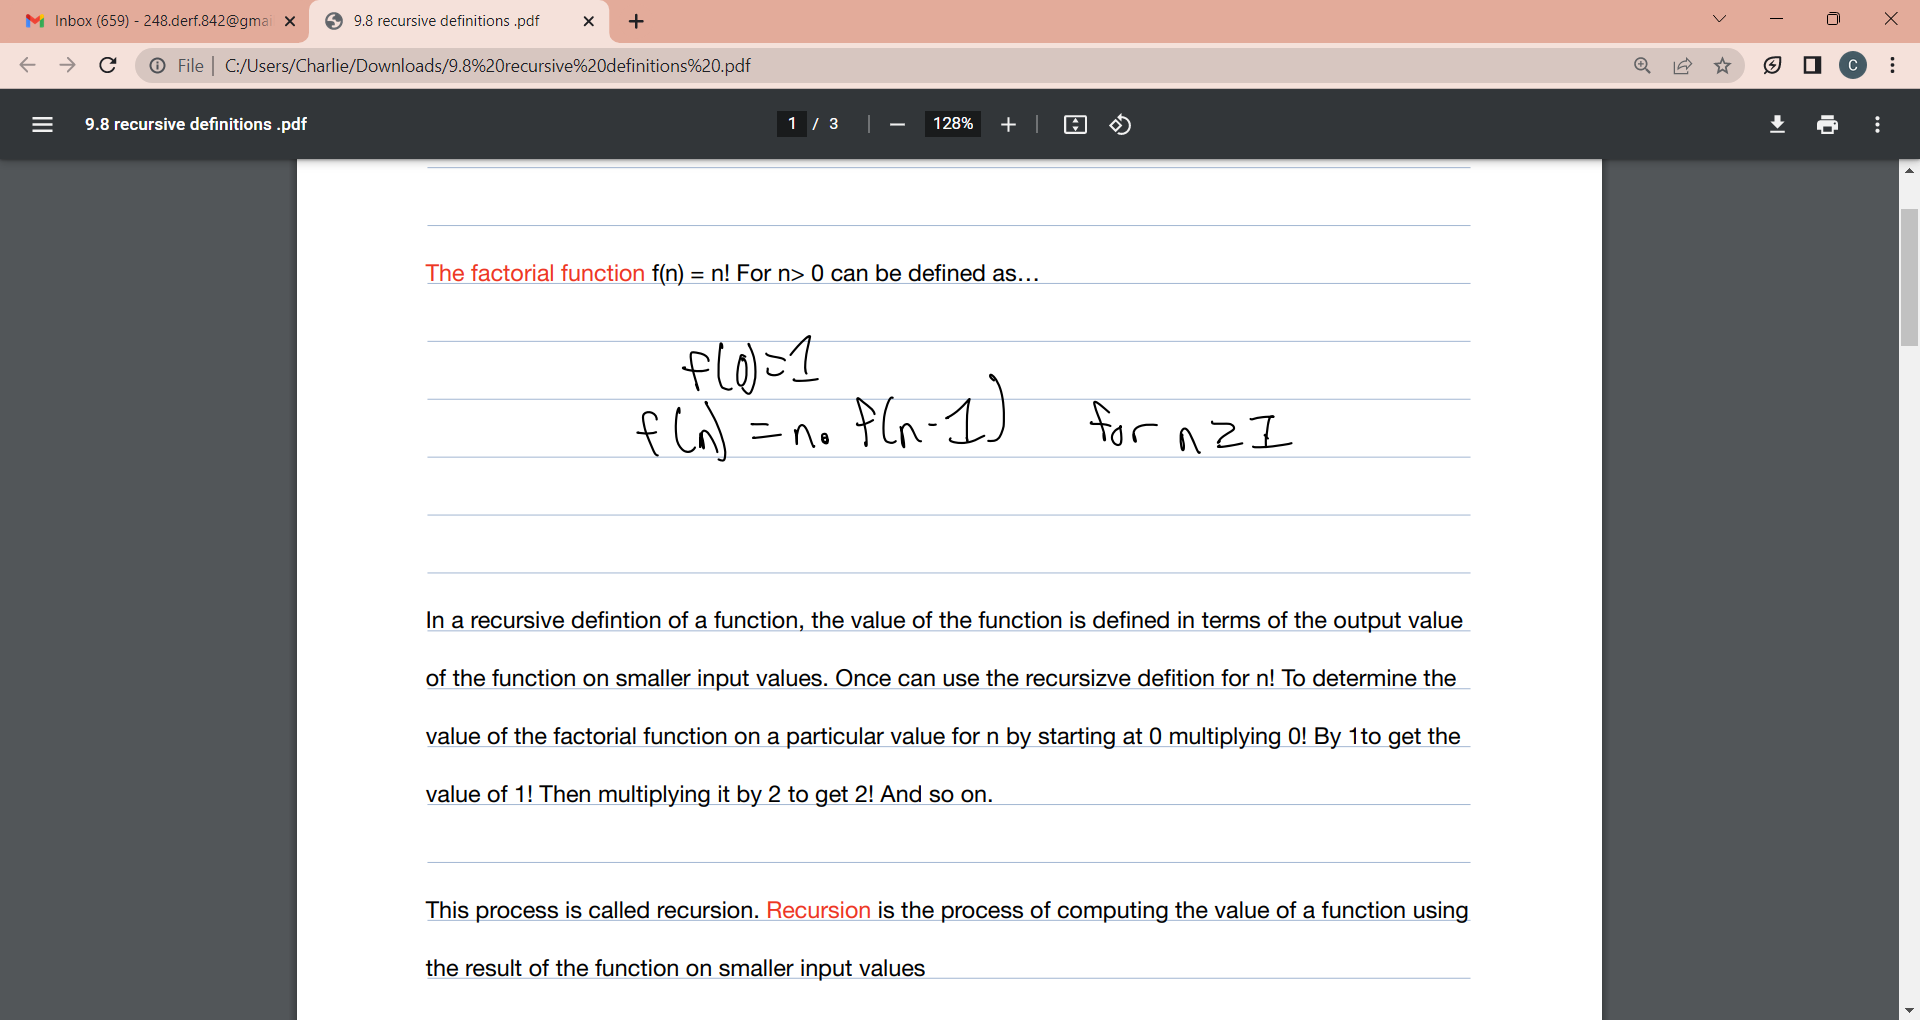 Inbox (659) - 248.derf.842@gmai
9.8 recursive definitions .pdf
File
C:/Users/Charlie/Downloads/9.8%20recursive%20definitions%20.pdf
C
9.8 recursive definitions .pdf
1 / 3
128%
The factorial function f(n) = n! For n> 0 can be defined as…
f(0)=1
f(n) = n• f(n-1) for n≥1
In a recursive defintion of a function, the value of the function is defined in terms of the output value
of the function on smaller input values. Once can use the recursizve defition for n! To determine the
value of the factorial function on a particular value for n by starting at 0 multiplying 0! By 1to get the
value of 1! Then multiplying it by 2 to get 2! And so on.
This process is called recursion. Recursion is the process of computing the value of a function using
the result of the function on smaller input values